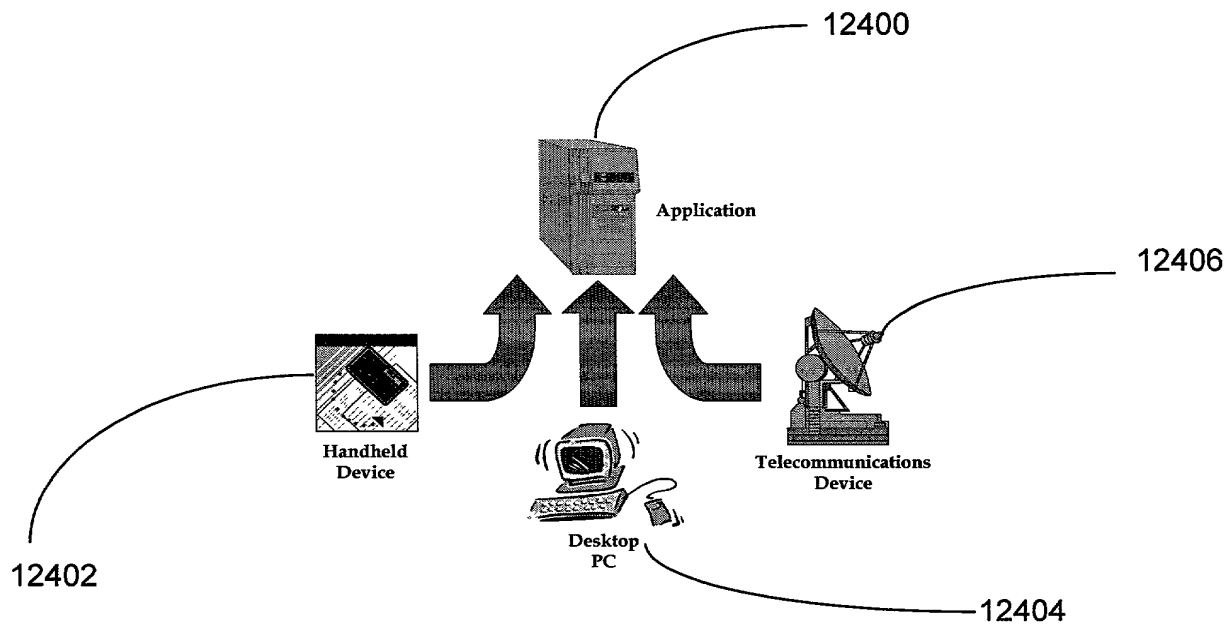 12400
Application
12406
Handheld
Device
Telecommunications
Device
Desktop
PC
12402
12404